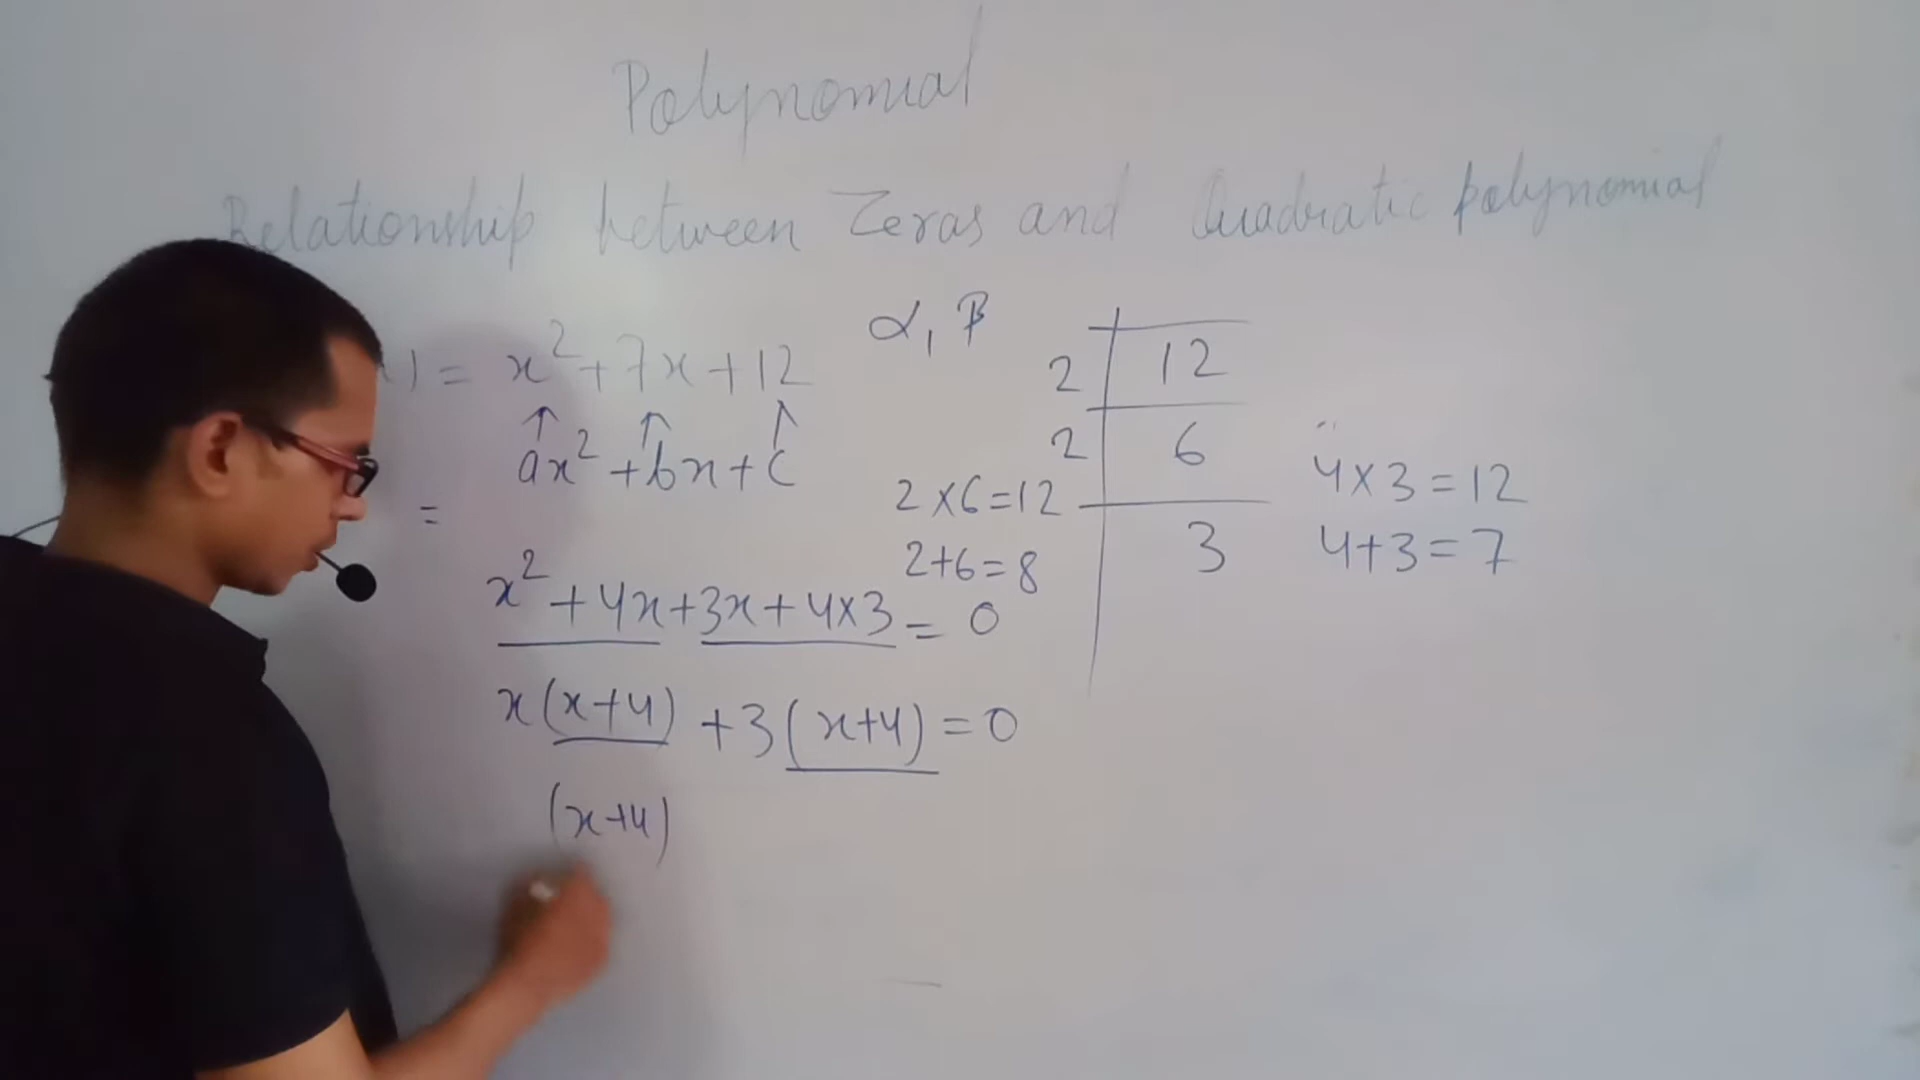 Polynomial
Relationship between Zeros and Quadratic polynomial
) = x² + 7x + 12
α, β
ax² + bx + c
=
x² + 4x + 3x + 4×3 = 0
x(x+4) + 3(x+4) = 0
(x+4)
2×6=12
2+6=8
2 | 12
2 | 6
3
4×3=12
4+3=7